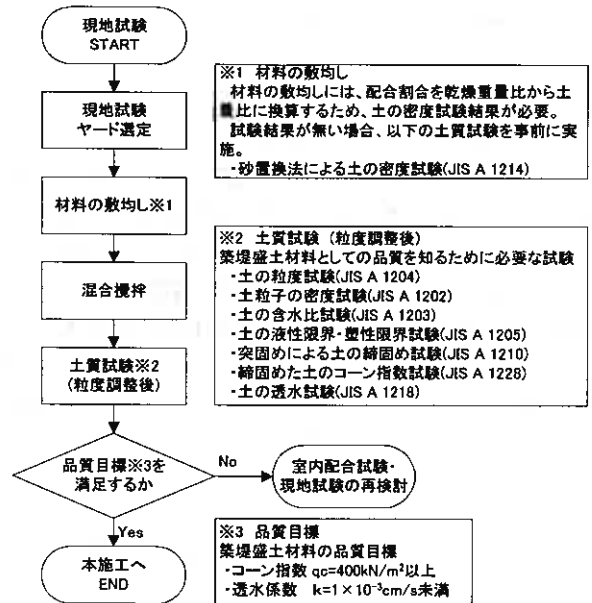 現地試験
START
現地試験
ヤード選定
材料の敷均し※1
混合攪拌
土質試験※2
(粒度調整後)
品質目標※3を
満足するか
No
室内配合試験・
現地試験の再検討
Yes
本施工へ
END
※1 材料の敷均し
材料の敷均しには、配合割合を乾燥重量比から土
量比に換算するため、土の密度試験結果が必要。
試験結果が無い場合、以下の土質試験を事前に実
施。
・砂置換法による土の密度試験(JIS A 1214)
※2 土質試験 (粒度調整後)
築堤盛土材料としての品質を知るために必要な試験
・土の粒度試験(JIS A 1204)
・土粒子の密度試験(JIS A 1202)
・土の含水比試験(JIS A 1203)
・土の液性限界・塑性限界試験(JIS A 1205)
・突固めによる土の締固め試験(JIS A 1210)
・締固めた土のコーン指数試験(JIS A 1228)
・土の透水試験(JIS A 1218)
※3 品質目標
築堤盛土材料の品質目標
・コーン指数 qc=400kN/m²以上
・透水係数 k=1×10⁻³cm/s未満